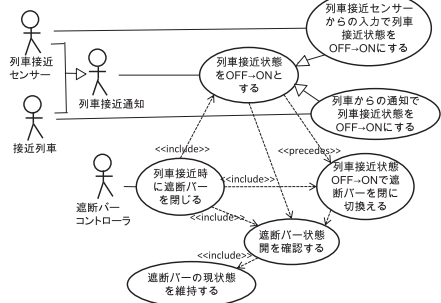 列車接近センサー
からの入力で列車
接近状態を
OFF→ONにする
列車接近
センサー
列車接近通知
列車接近状態
をOFF→ONと
する
列車からの通知で
列車接近状態を
OFF→ONにする
接近列車
<<include>>
<<precedes>>
列車接近時
に遮断バー
を閉じる
<<include>>
列車接近状態
OFF→ONで遮
断バーを閉に
切換える
遮断バー
コントローラ
<<include>>
遮断バー状態
開を確認する
<<include>>
遮断バーの現状態
を維持する